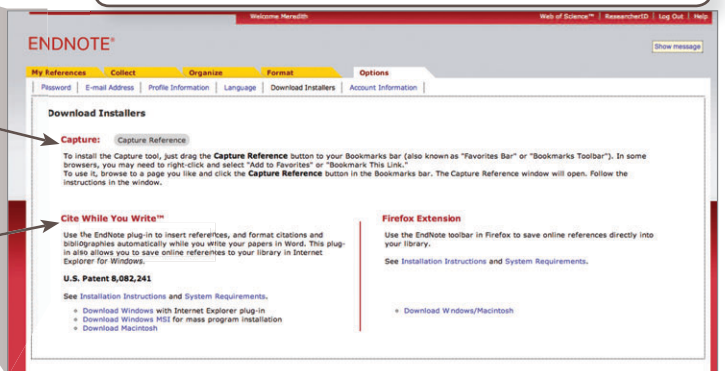 Welcome Meredith
Web of Science™ | ResearcherID | Log Out | Help
ENDNOTE®
Show message
My References Collect Organize Format Options
Password | E-mail Address | Profile Information | Language | Download Installers | Account Information
Download Installers
Capture: Capture Reference
To install the Capture tool, just drag the Capture Reference button to your Bookmarks bar (also known as "Favorites Bar" or "Bookmarks Toolbar"). In some
browsers, you may need to right-click and select "Add to Favorites" or "Bookmark This Link."
To use it, browse to a page you like and click the Capture Reference button in the Bookmarks bar. The Capture Reference window will open. Follow the
instructions in the window.
Cite While You Write™
Use the EndNote plug-in to insert references, and format citations and
bibliographies automatically while you write your papers in Word. This plug-
in also allows you to save online references to your library in Internet
Explorer for Windows.
U.S. Patent 8,082,241
See Installation Instructions and System Requirements.
Download Windows with Internet Explorer plug-in
Download Windows MSI for mass program installation
Download Macintosh
Firefox Extension
Use the EndNote toolbar in Firefox to save online references directly into
your library.
See Installation Instructions and System Requirements.
Download Windows/Macintosh